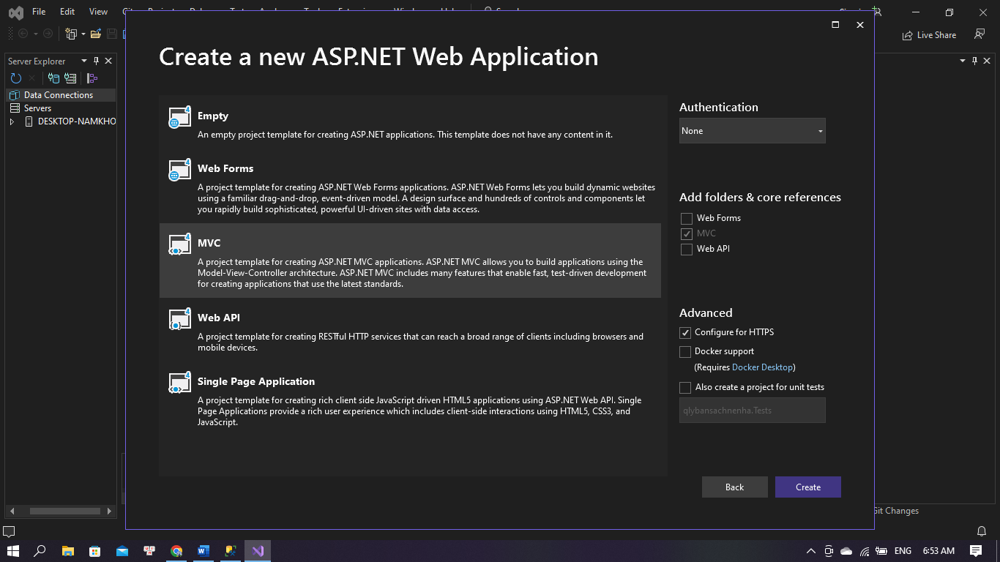 File Edit View
Live Share
Server Explorer
Data Connections
Servers
DESKTOP-NAMKHO
Create a new ASP.NET Web Application
Empty
An empty project template for creating ASP.NET applications. This template does not have any content in it.
Web Forms
A project template for creating ASP.NET Web Forms applications. ASP.NET Web Forms lets you build dynamic websites
using a familiar drag-and-drop, event-driven model. A design surface and hundreds of controls and components let
you rapidly build sophisticated, powerful UI-driven sites with data access.
MVC
A project template for creating ASP.NET MVC applications. ASP.NET MVC allows you to build applications using the
Model-View-Controller architecture. ASP.NET MVC includes many features that enable fast, test-driven development
for creating applications that use the latest standards.
Web API
A project template for creating RESTful HTTP services that can reach a broad range of clients including browsers and
mobile devices.
Single Page Application
A project template for creating rich client side JavaScript driven HTML5 applications using ASP.NET Web API. Single
Page Applications provide a rich user experience which includes client-side interactions using HTML5, CSS3, and
JavaScript.
Authentication
None
Add folders & core references
Web Forms
MVC
Web API
Advanced
Configure for HTTPS
Docker support
(Requires Docker Desktop)
Also create a project for unit tests
qlybansachnenha.Tests
Back Create
Git Changes
ENG 6:53 AM